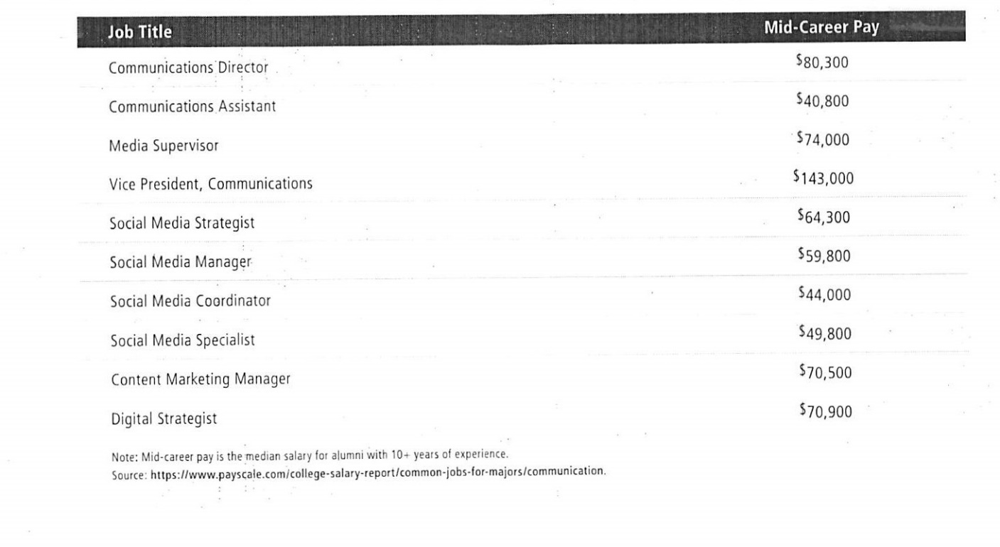 Job Title Mid-Career Pay
Communications Director $80,300
Communications Assistant $40,800
Media Supervisor $74,000
Vice President, Communications $143,000
Social Media Strategist $64,300
Social Media Manager $59,800
Social Media Coordinator $44,000
Social Media Specialist $49,800
Content Marketing Manager $70,500
Digital Strategist $70,900
Note: Mid-career pay is the median salary for alumni with 10+ years of experience.
Source: https://www.payscale.com/college-salary-report/common-jobs-for-majors/communication.